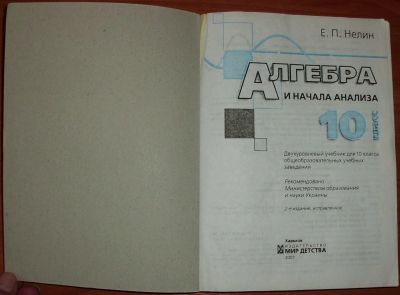 Е. П. Нелин
АЛГЕБРА
И НАЧАЛА АНАЛИЗА
10
класс
Двухуровневый учебник для 10 класса
общеобразовательных учебных
заведений
Рекомендовано
Министерством образования
и науки Украины
2-е издание, исправленное
Харьков
ИЗДАТЕЛЬСТВО
МИР ДЕТСТВА